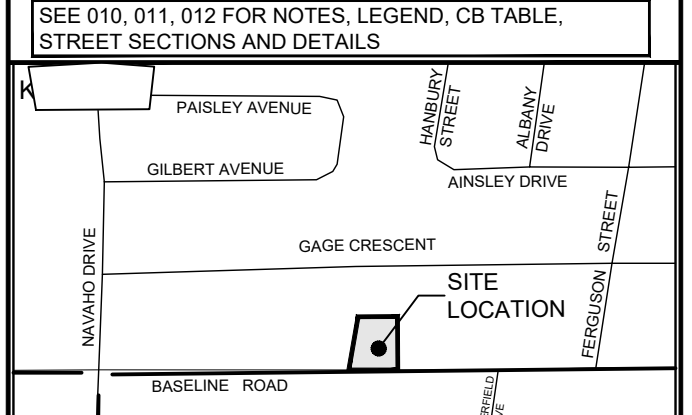 SEE 010, 011, 012 FOR NOTES, LEGEND, CB TABLE,
STREET SECTIONS AND DETAILS
K
PAISLEY AVENUE
HANBURY
STREET
ALBANY
DRIVE
GILBERT AVENUE
AINSLEY DRIVE
NAVAHO DRIVE
GAGE CRESCENT
FERGUSON STREET
SITE
LOCATION
BASELINE ROAD